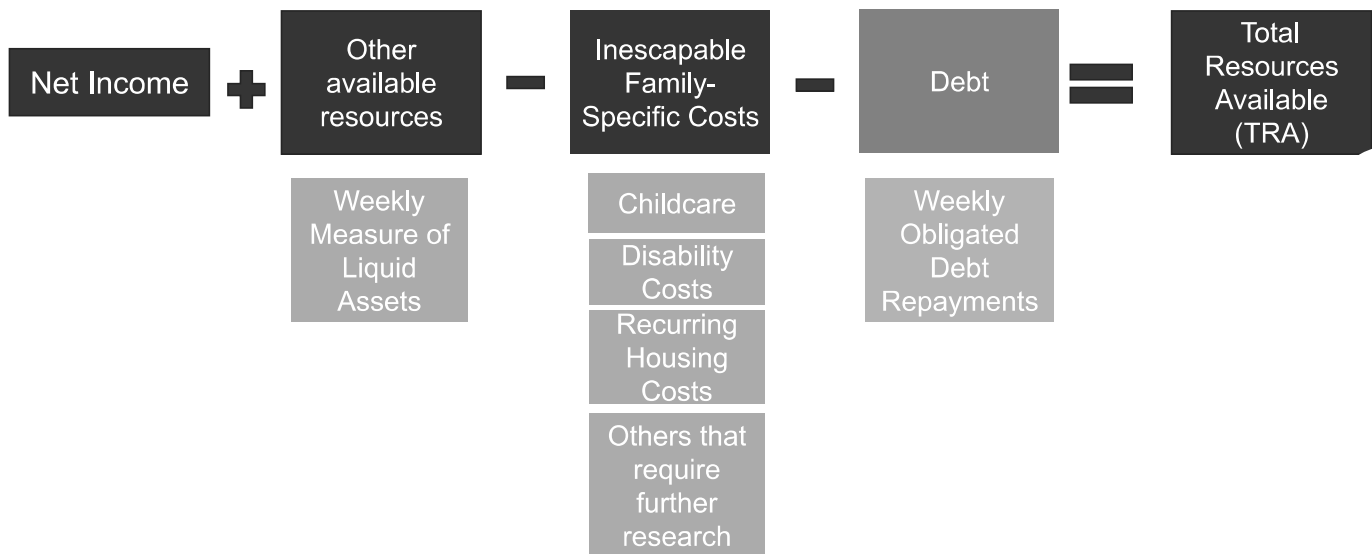 Net Income
+
Other
available
resources
-
Inescapable
Family-
Specific Costs
-
Debt
=
Total
Resources
Available
(TRA)
Weekly
Measure of
Liquid
Assets
Childcare
Disability
Costs
Recurring
Housing
Costs
Others that
require
further
research
Weekly
Obligated
Debt
Repayments